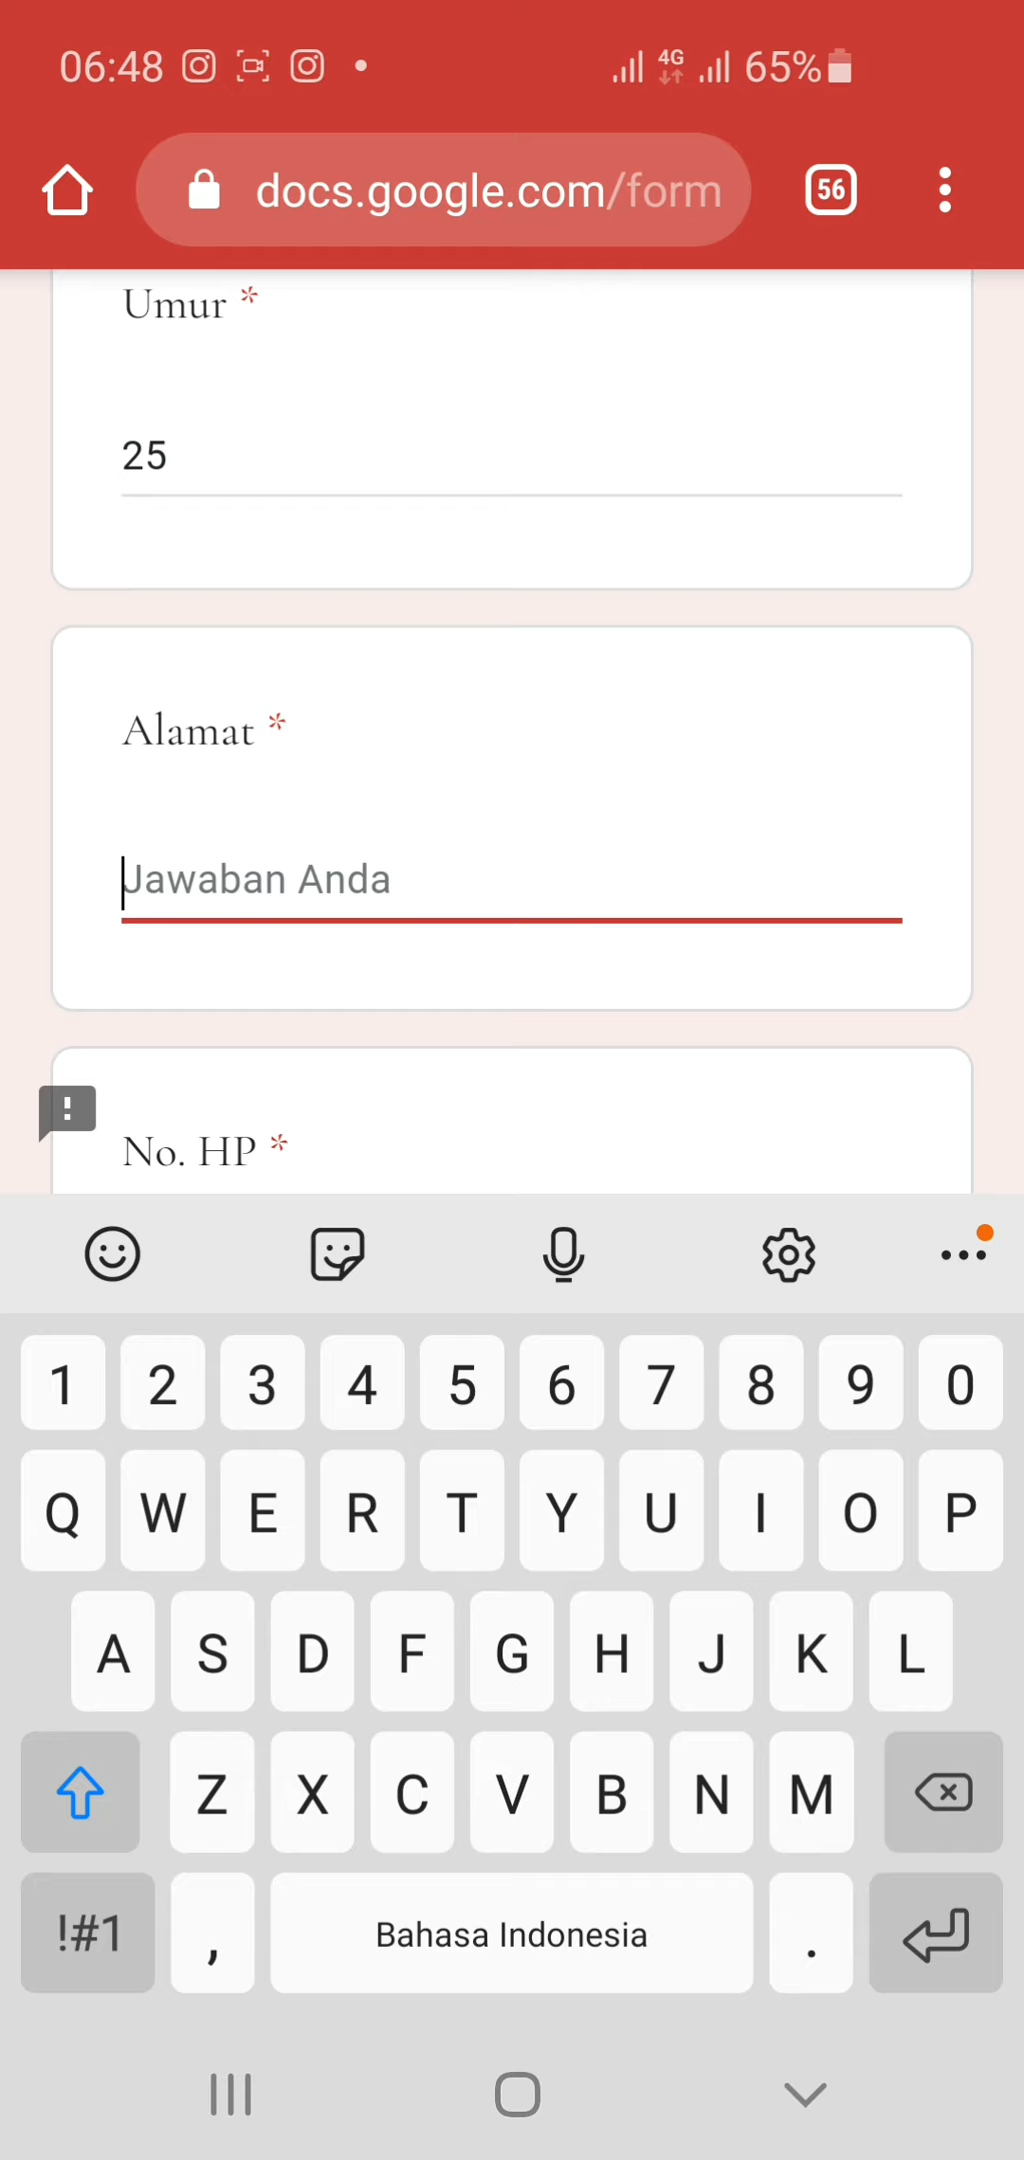 06:48 4G 65%
docs.google.com/form 56
Umur *
25
Alamat *
Jawaban Anda
No. HP *
1 2 3 4 5 6 7 8 9 0
Q W E R T Y U I O P
A S D F G H J K L
Z X C V B N M
!#1 , Bahasa Indonesia .